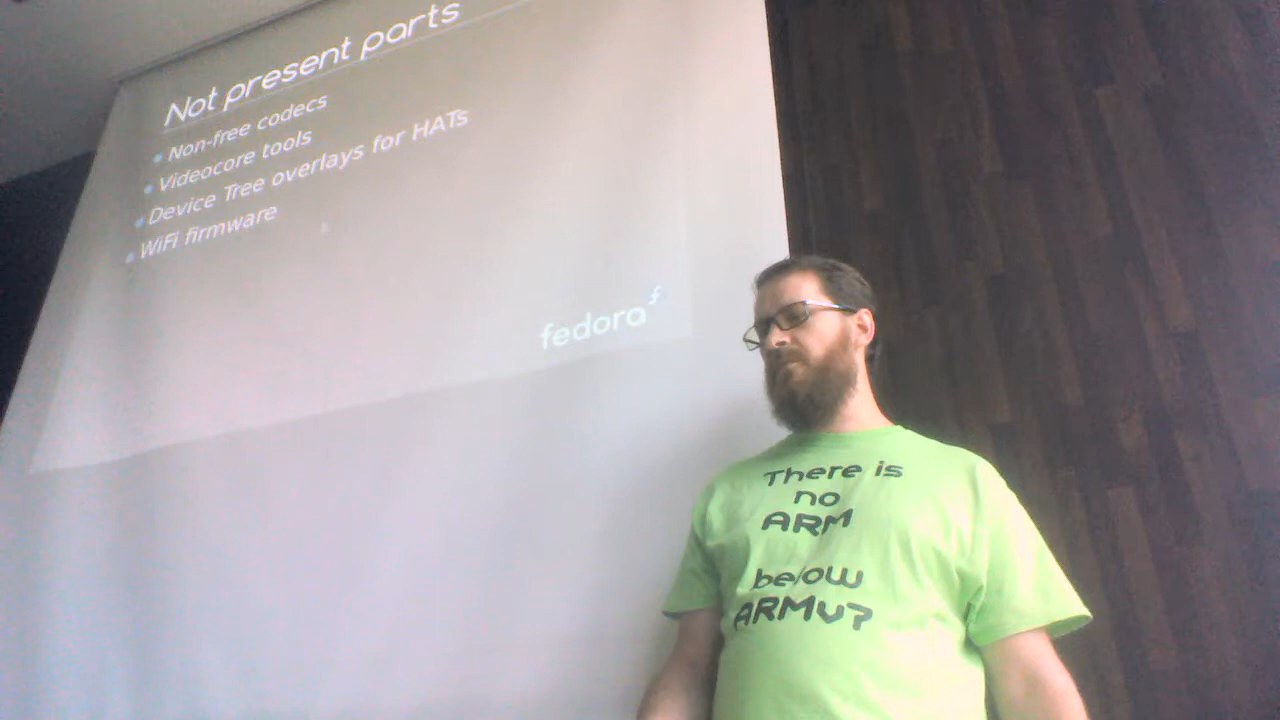 Not present parts
Non-free codecs
Videocore tools
Device Tree overlays for HATs
WiFi firmware
fedora
There is
no
ARM
below
ARMv7